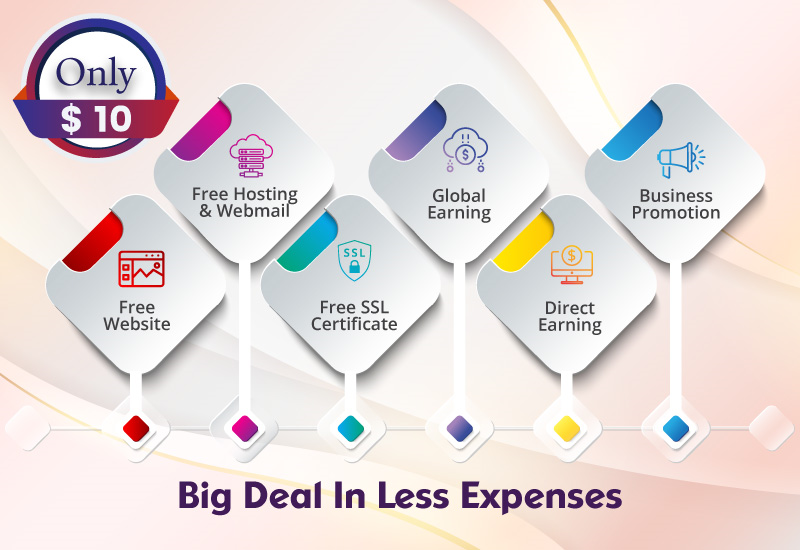 Only
$ 10
Free Hosting
& Webmail
Global
Earning
Business
Promotion
Free
Website
SSL
Free SSL
Certificate
$
$
Direct
Earning
Big Deal In Less Expenses